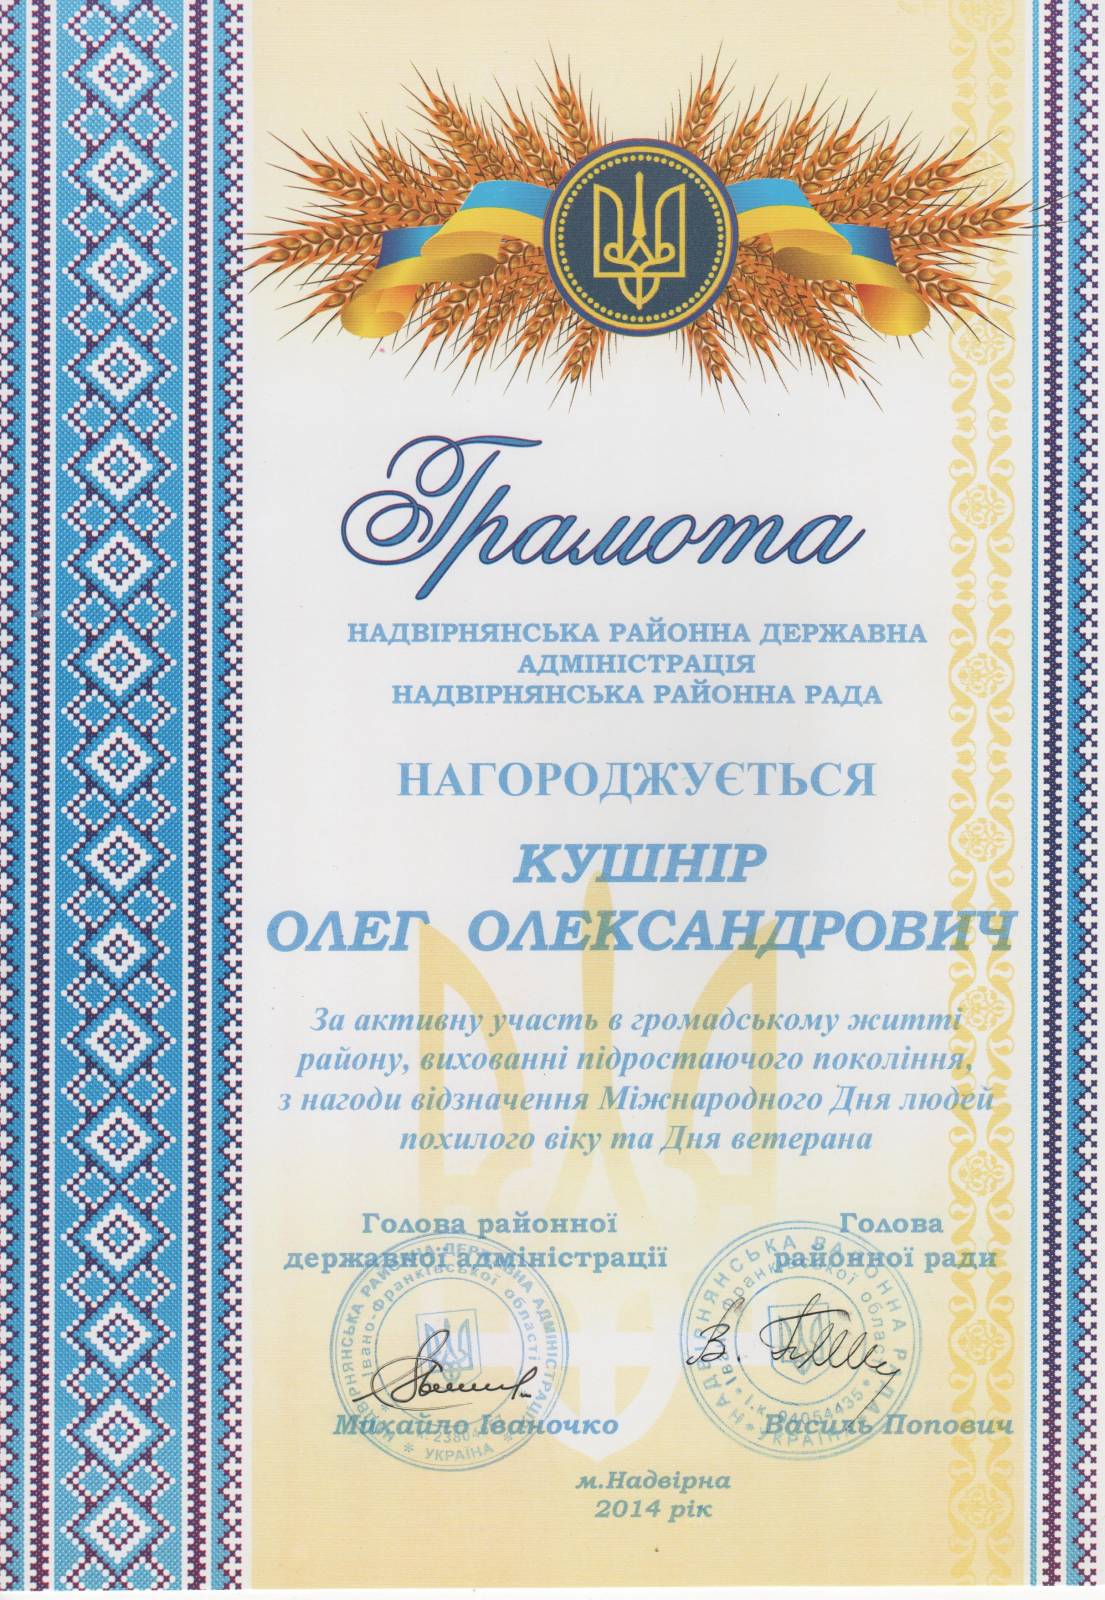 Грамота
НАДВІРНЯНСЬКА РАЙОННА ДЕРЖАВНА
АДМІНІСТРАЦІЯ
НАДВІРНЯНСЬКА РАЙОННА РАДА
НАГОРОДЖУЄТЬСЯ
КУШНІР
ОЛЕГ ОЛЕКСАНДРОВИЧ
За активну участь в громадському житті
району, вихованні підростаючого покоління,
з нагоди відзначення Міжнародного Дня людей
похилого віку та Дня ветерана
Голова районної
державної адміністрації
Голова
районної ради
УКРАЇНА
Михайло Іваночко
Василь Попович
м.Надвірна
2014 рік